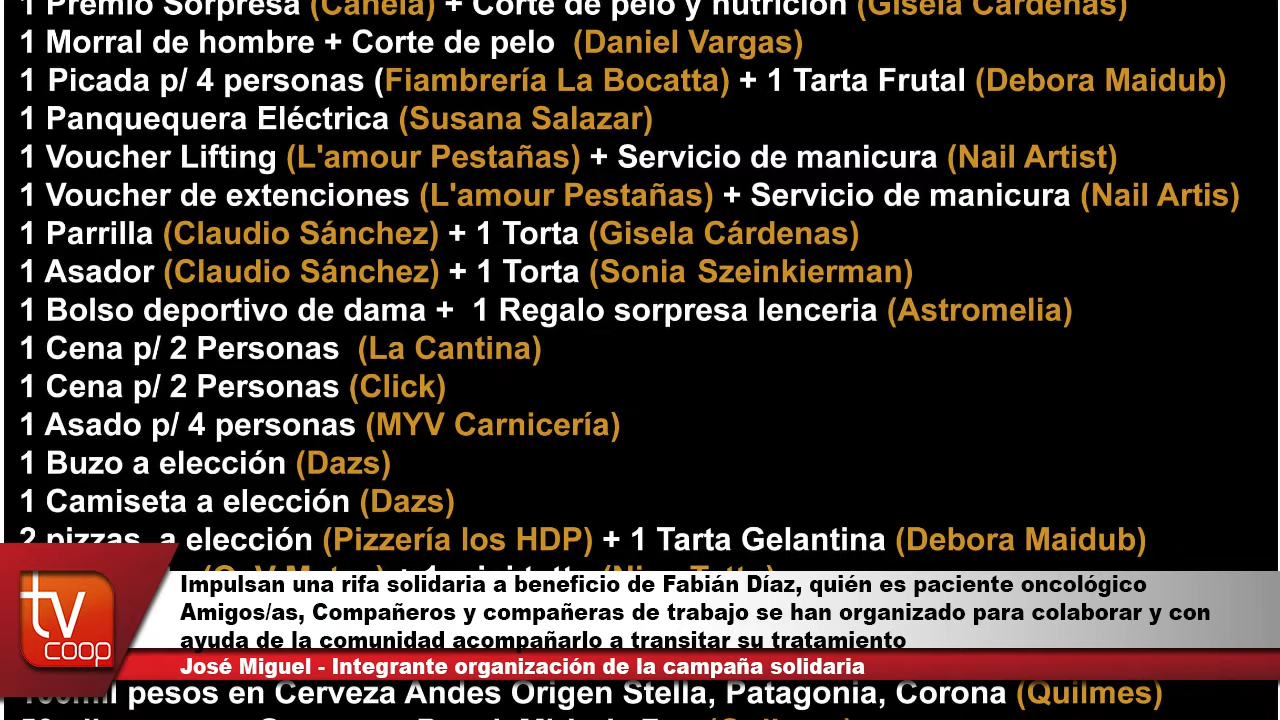 1 Premio Sorpresa (Canela) + Corte de pelo y nutrición (Gisela Cárdenas)
1 Morral de hombre + Corte de pelo (Daniel Vargas)
1 Picada p/ 4 personas (Fiambrería La Bocatta) + 1 Tarta Frutal (Debora Maidub)
1 Panquequera Eléctrica (Susana Salazar)
1 Voucher Lifting (L'amour Pestañas) + Servicio de manicura (Nail Artist)
1 Voucher de extenciones (L'amour Pestañas) + Servicio de manicura (Nail Artis)
1 Parrilla (Claudio Sánchez) + 1 Torta (Gisela Cárdenas)
1 Asador (Claudio Sánchez) + 1 Torta (Sonia Szeinkierman)
1 Bolso deportivo de dama + 1 Regalo sorpresa lenceria (Astromelia)
1 Cena p/ 2 Personas (La Cantina)
1 Cena p/ 2 Personas (Click)
1 Asado p/ 4 personas (MYV Carnicería)
1 Buzo a elección (Dazs)
1 Camiseta a elección (Dazs)
2 pizzas a elección (Pizzería los HDP) + 1 Tarta Gelantina (Debora Maidub)
tv coop
Impulsan una rifa solidaria a beneficio de Fabián Díaz, quién es paciente oncológico
Amigos/as, Compañeros y compañeras de trabajo se han organizado para colaborar y con
ayuda de la comunidad acompañarlo a transitar su tratamiento
José Miguel - Integrante organización de la campaña solidaria
pesos en Cerveza Andes Origen Stella, Patagonia, Corona (Quilmes)